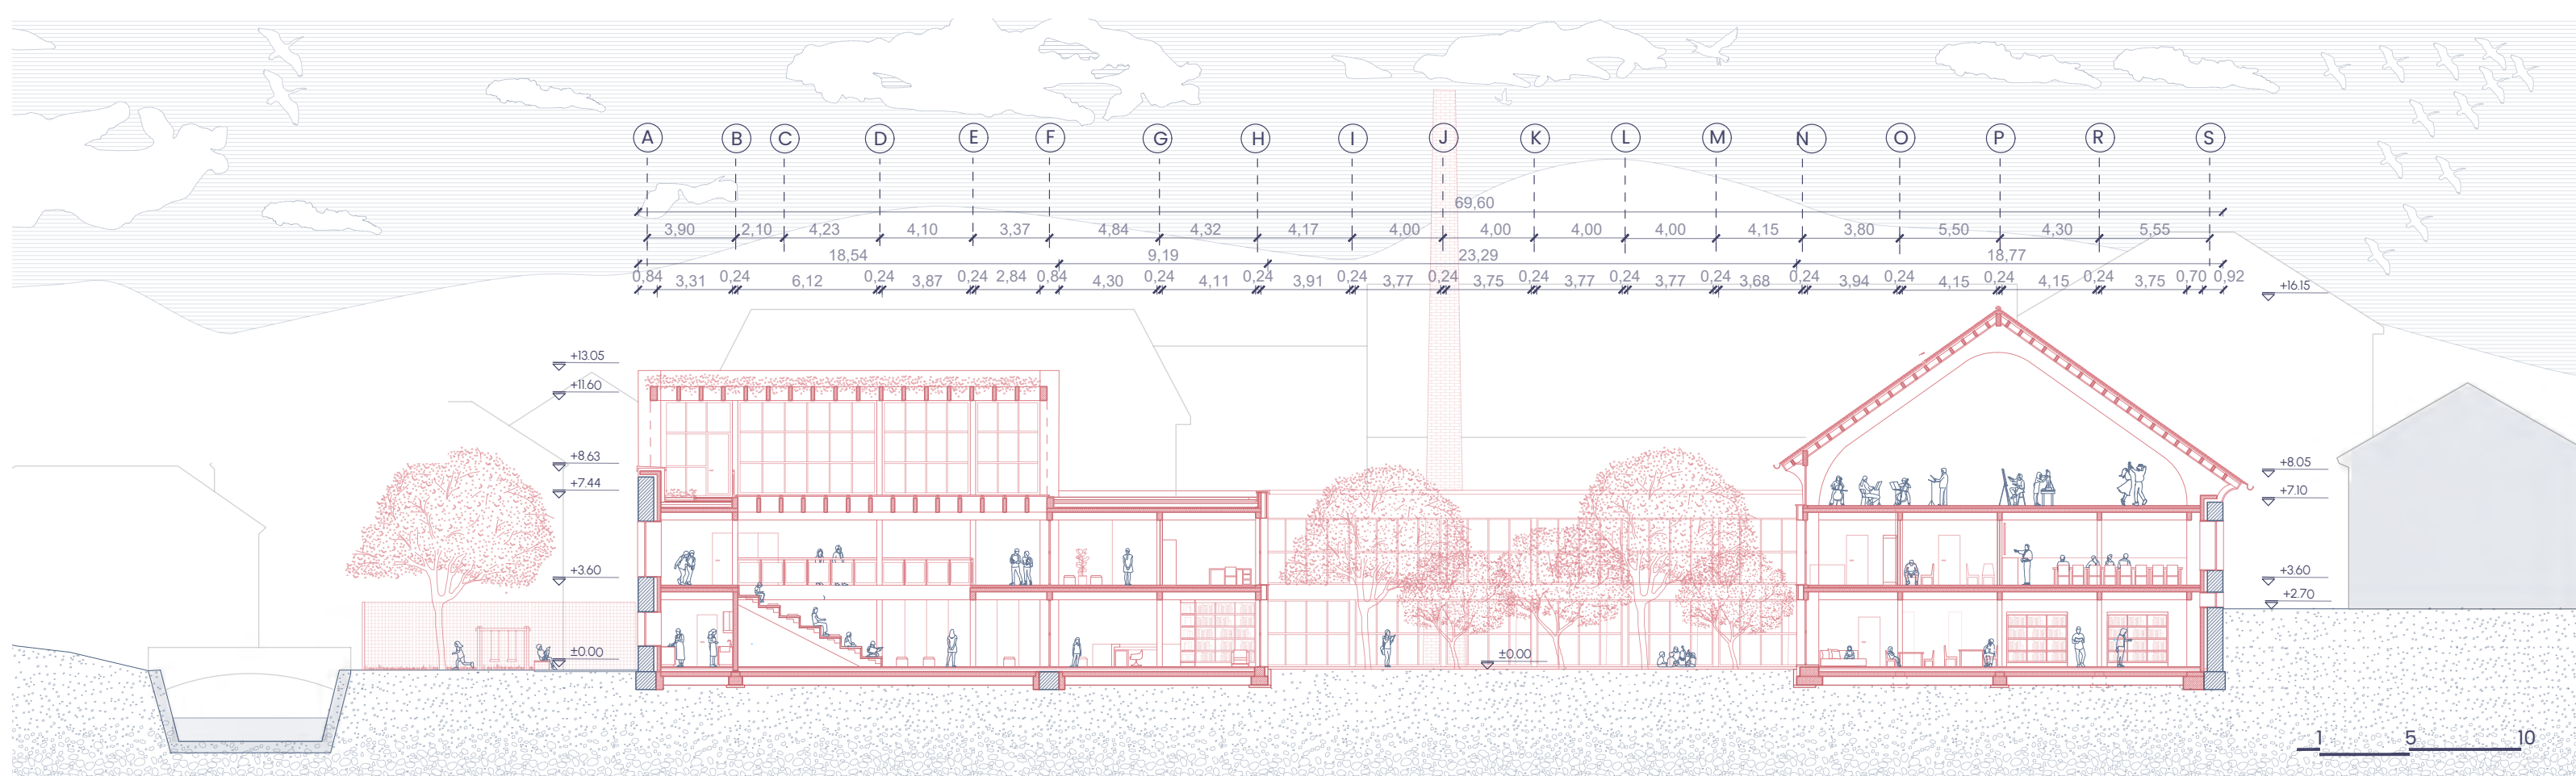 A B C D E F G H I J K L M N O P R S
69,60
3,90 2,10 4,23 4,10 3,37 4,84 4,32 4,17 4,00 4,00 4,00 4,00 4,15 3,80 5,50 4,30 5,55
18,54 9,19 23,29 18,77
0,84 3,31 0,24 6,12 0,24 3,87 0,24 2,84 0,84 4,30 0,24 4,11 0,24 3,91 0,24 3,77 0,24 3,75 0,24 3,77 0,24 3,77 0,24 3,68 0,24 3,94 0,24 4,15 0,24 4,15 0,24 3,75 0,70 0,92
+16.15
+13.05
+11.60
+8.63
+8.05
+7.44
+7.10
+3.60
+3.60
+2.70
±0.00
±0.00
1 5 10